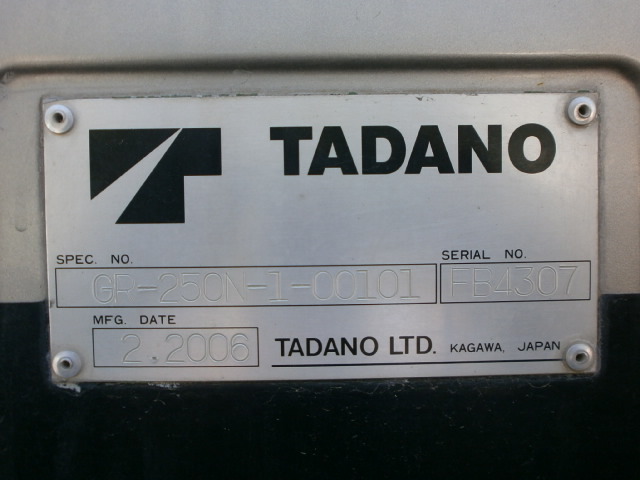 TADANO
SPEC. NO.
SERIAL NO.
GR-250N-1-00101
FB4307
MFG. DATE
2.2006
TADANO LTD. KAGAWA, JAPAN